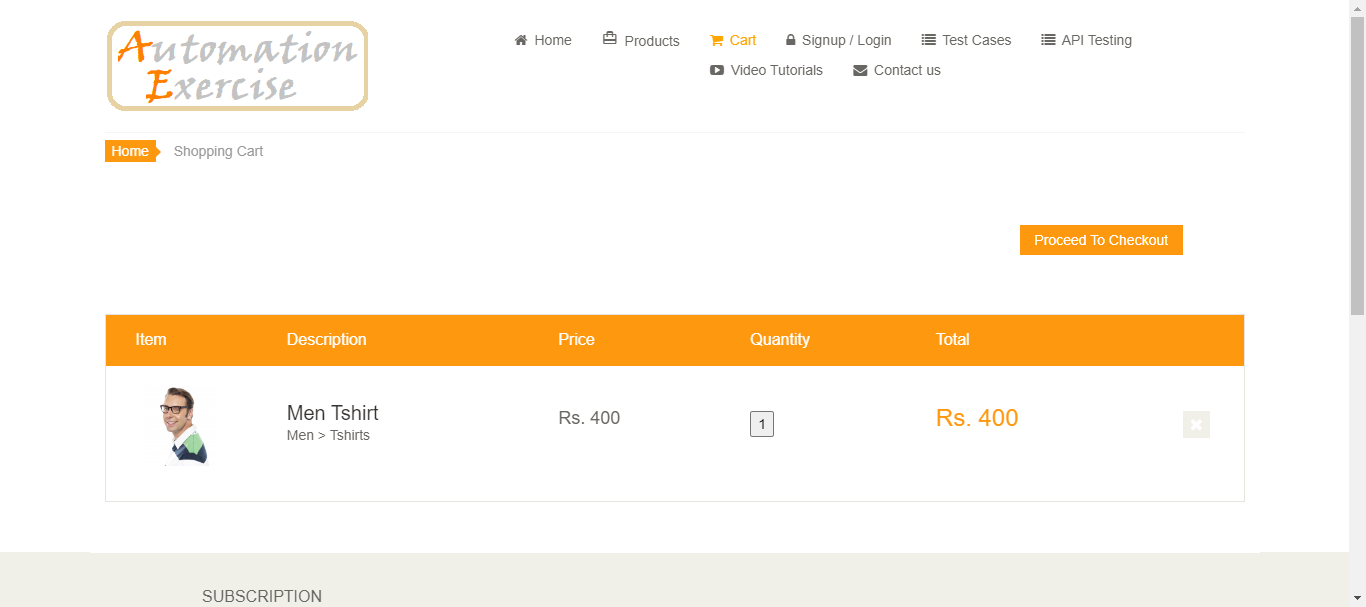 Automation
Exercise
Home Products Cart Signup / Login Test Cases API Testing
Video Tutorials Contact us
Home Shopping Cart
Proceed To Checkout
Item Description Price Quantity Total
Men Tshirt Rs. 400 1 Rs. 400
Men > Tshirts
SUBSCRIPTION